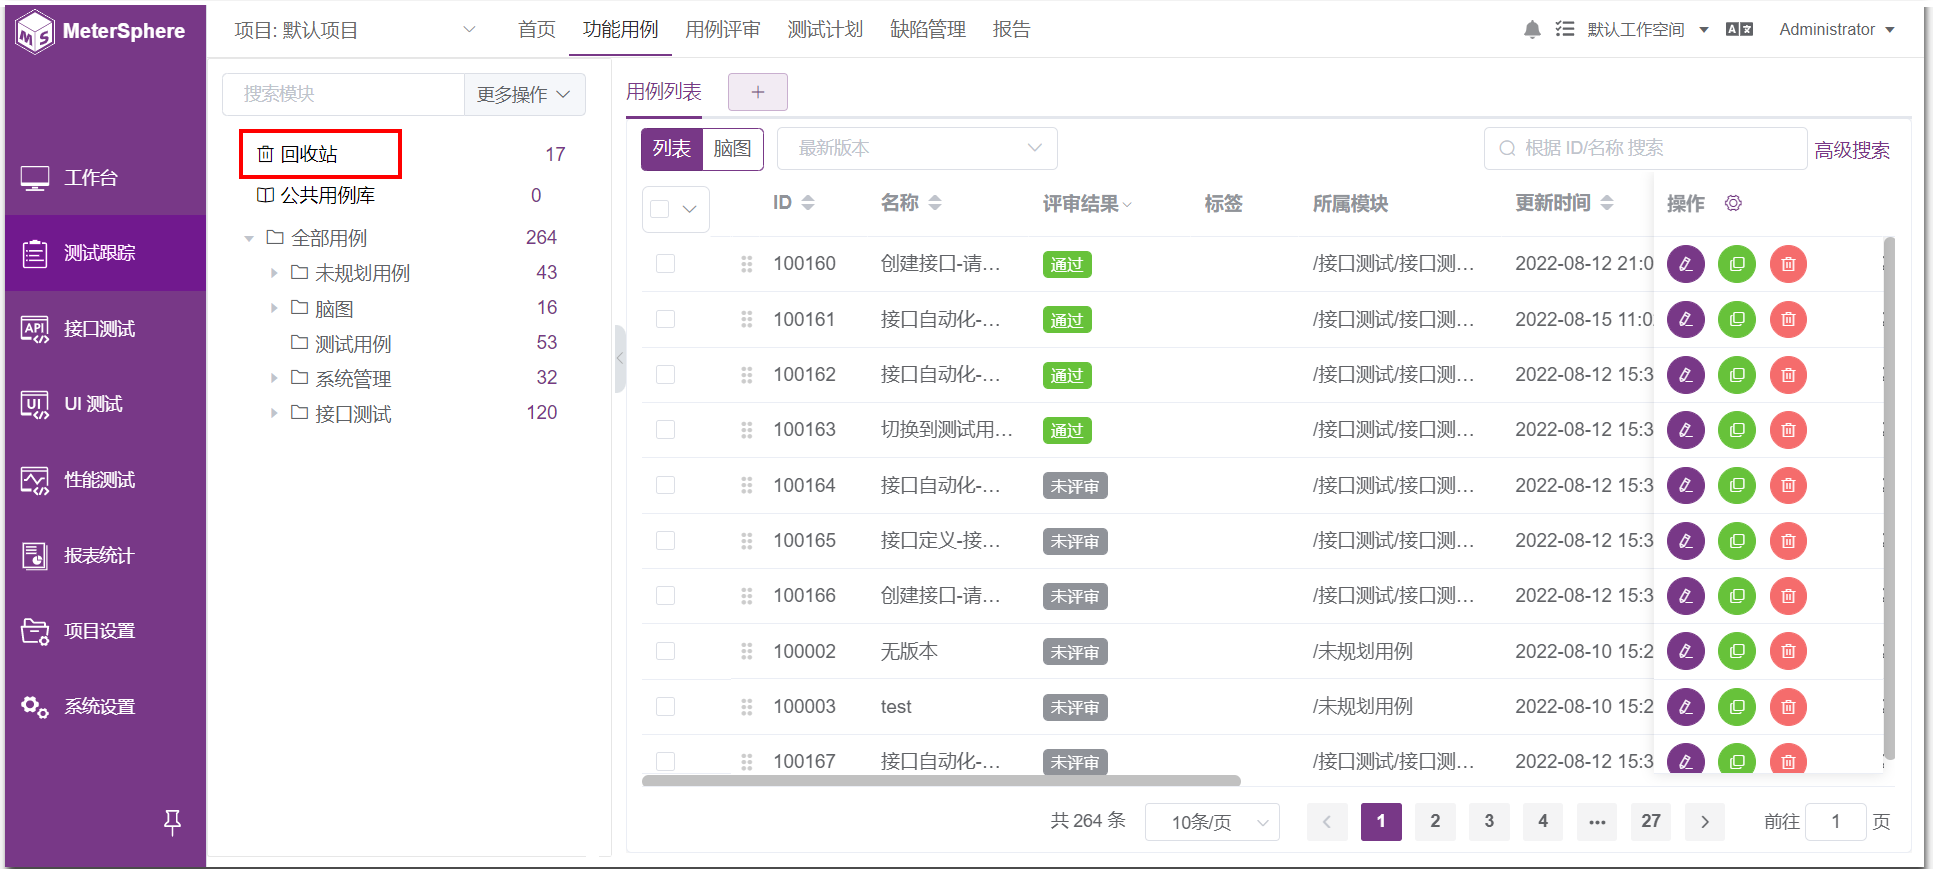 MeterSphere
项目: 默认项目
首页
功能用例
用例评审
测试计划
缺陷管理
报告
默认工作空间
Administrator
工作台
测试跟踪
接口测试
UI 测试
性能测试
报表统计
项目设置
系统设置
搜索模块
更多操作
回收站 17
公共用例库 0
全部用例 264
未规划用例 43
脑图 16
测试用例 53
系统管理 32
接口测试 120
用例列表
+
列表 脑图
最新版本
根据 ID/名称 搜索
高级搜索
ID 名称 评审结果 标签 所属模块 更新时间 操作
100160 创建接口-请... 通过 /接口测试/接口测... 2022-08-12 21:0
100161 接口自动化-... 通过 /接口测试/接口测... 2022-08-15 11:0
100162 接口自动化-... 通过 /接口测试/接口测... 2022-08-12 15:3
100163 切换到测试用... 通过 /接口测试/接口测... 2022-08-12 15:3
100164 接口自动化-... 未评审 /接口测试/接口测... 2022-08-12 15:3
100165 接口定义-接... 未评审 /接口测试/接口测... 2022-08-12 15:3
100166 创建接口-请... 未评审 /接口测试/接口测... 2022-08-12 15:3
100002 无版本 未评审 /未规划用例 2022-08-10 15:2
100003 test 未评审 /未规划用例 2022-08-10 15:2
100167 接口自动化-... 未评审 /接口测试/接口测... 2022-08-12 15:3
共 264 条 10条/页 1 2 3 4 ... 27 前往 1 页